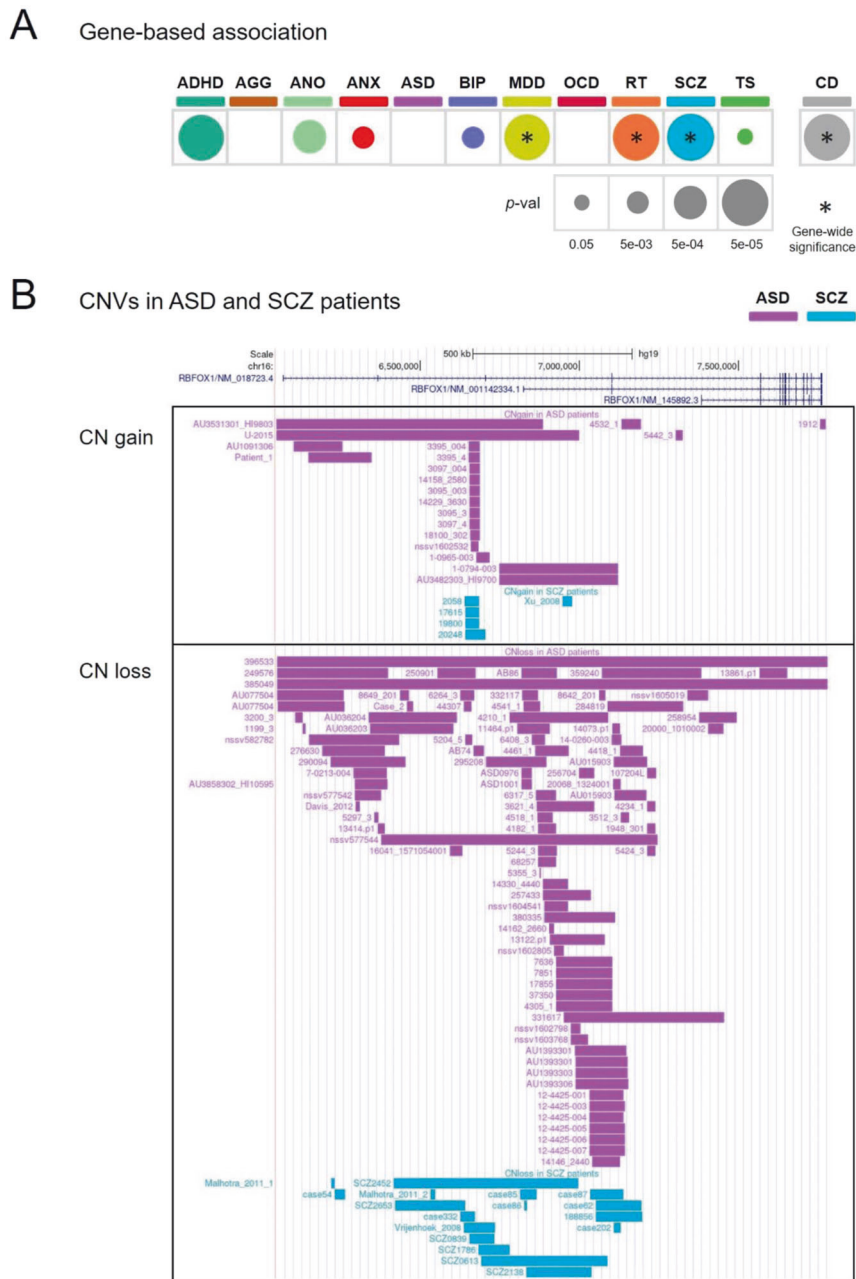 A Gene-based association
ADHD AGG ANO ANX ASD BIP MDD OCD RT SCZ TS CD
* * * *
p-val *
0.05 5e-03 5e-04 5e-05 Gene-wide
significance
B CNVs in ASD and SCZ patients ASD SCZ
Scale 500 kb hg19
chr16: 6,500,000 7,000,000 7,500,000
RBFOX1/NM_018723.4
RBFOX1/NM_001142334.1
RBFOX1/NM_145892.3
CN gain
CNgain in ASD patients
AU3531301_HI9803 4532_1 1912
U-2015 5442_3
AU1091306 3395_004
Patient_1 3395_4
3097_004
14158_2580
3095_003
14229_3630
3095_3
3097_4
18100_302
nssv1602532
1-0965-003
1-0794-003
AU3482303_HI9700
CNgain in SCZ patients
2058 Xu_2008
17615
19800
20248
CN loss
CNloss in ASD patients
396533
249576 250901 AB86 359240 13861.p1
385049
AU077504 8649_201 6264_3 332117 8642_201 nssv1605019
AU077504 Case_2 44307 4541_1 284819
3200_3 AU036204 4210_1 258954
1199_3 AU036203 11464.p1 14073.p1 20000_1010002
nssv582782 5204_5 6408_3 14-0260-003
276630 AB74 4461_1 4418_1
290094 295208 AU015903
7-0213-004 ASD0976 256704 107204L
AU3858302_HI10595 ASD1001 20068_1324001
nssv577542 6317_5 AU015903
Davis_2012 3621_4 4234_1
5297_3 4518_1 3512_3
13414.p1 4182_1 1948_301
nssv577544
16041_1571054001 5244_3 5424_3
68257
5355_3
14330_4440
257433
nssv1604541
380335
14162_2660
13122.p1
nssv1602805
7636
7851
17855
37350
4305_1
331617
nssv1602798
nssv1603768
AU1393301
AU1393301
AU1393303
AU1393306
12-4425-001
12-4425-003
12-4425-004
12-4425-005
12-4425-006
12-4425-007
14146_2440
CNloss in SCZ patients
Malhotra_2011_1 SCZ2452
case54 Malhotra_2011_2 case85 case87
SCZ2653 case86 case62
case332 188856
Vrijenhoek_2008 case202
SCZ0839
SCZ1786
SCZ0613
SCZ2138